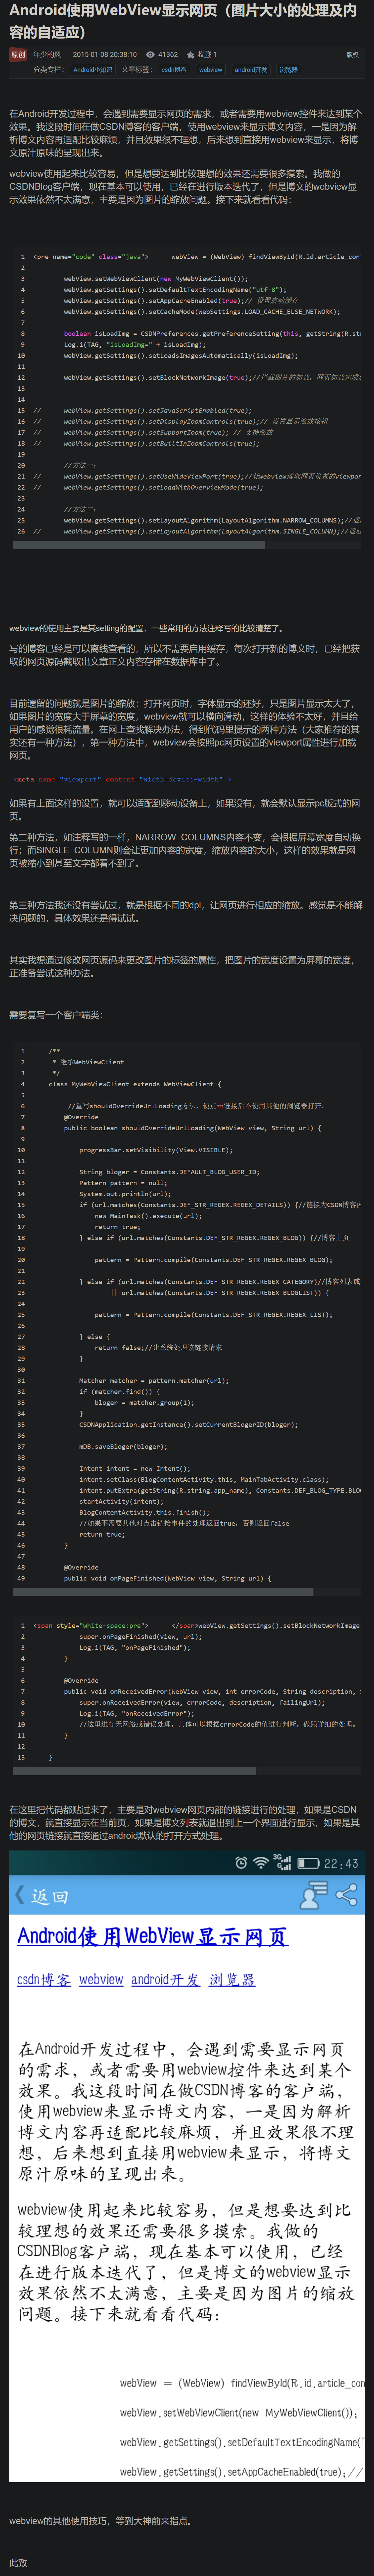 Android使用WebView显示网页（图片大小的处理及内
容的自适应）
原创 年少的风 2015-01-08 20:38:10 41362 收藏 1 版权
分类专栏： Android小知识 文章标签： csdn博客 webview android开发 浏览器
在Android开发过程中，会遇到需要显示网页的需求，或者需要用webview控件来达到某个
效果。我这段时间在做CSDN博客的客户端，使用webview来显示博文内容，一是因为解
析博文内容再适配比较麻烦，并且效果很不理想，后来想到直接用webview来显示，将博
文原汁原味的呈现出来。
webview使用起来比较容易，但是想要达到比较理想的效果还需要很多摸索。我做的
CSDNBlog客户端，现在基本可以使用，已经在进行版本迭代了，但是博文的webview显
示效果依然不太满意，主要是因为图片的缩放问题。接下来就看看代码：
1 <pre name="code" class="java"> webView = (WebView) findViewById(R.id.article_con
2
3 webView.setWebViewClient(new MyWebViewClient());
4 webView.getSettings().setDefaultTextEncodingName("utf-8");
5 webView.getSettings().setAppCacheEnabled(true);// 设置启动缓存
6 webView.getSettings().setCacheMode(WebSettings.LOAD_CACHE_ELSE_NETWORK);
7
8 boolean isLoadImg = CSDNPreferences.getPreferenceSetting(this, getString(R.st
9 Log.i(TAG, "isLoadImg=" + isLoadImg);
10 webView.getSettings().setLoadsImagesAutomatically(isLoadImg);
11
12 webView.getSettings().setBlockNetworkImage(true);//拦截图片的加载，网页加载完成
13
14
15 // webView.getSettings().setJavaScriptEnabled(true);
16 // webView.getSettings().setDisplayZoomControls(true);// 设置显示缩放按钮
17 // webView.getSettings().setSupportZoom(true); // 支持缩放
18 // webView.getSettings().setBuiltInZoomControls(true);
19
20 //方法一：
21 // webView.getSettings().setUseWideViewPort(true);//让webview读取网页设置的viewpor
22 // webView.getSettings().setLoadWithOverviewMode(true);
23
24 //方法二：
25 webView.getSettings().setLayoutAlgorithm(LayoutAlgorithm.NARROW_COLUMNS);//适
26 // webView.getSettings().setLayoutAlgorithm(LayoutAlgorithm.SINGLE_COLUMN);//适
webview的使用主要是其setting的配置，一些常用的方法注释写的比较清楚了。
写的博客已经是可以离线查看的，所以不需要启用缓存，每次打开新的博文时，已经把获
取的网页源码截取出文章正文内容存储在数据库中了。
目前遗留的问题就是图片的缩放：打开网页时，字体显示的还好，只是图片显示太大了，
如果图片的宽度大于屏幕的宽度，webview就可以横向滑动，这样的体验不太好，并且给
用户的感觉很耗流量。在网上查找解决办法，得到代码里提示的两种方法（大家推荐的其
实还有一种方法），第一种方法中，webview会按照pc网页设置的viewport属性进行加载
网页。
<meta name="viewport" content="width=device-width" >
如果有上面这样的设置，就可以适配到移动设备上，如果没有，就会默认显示pc版式的网
页。
第二种方法，如注释写的一样，NARROW_COLUMNS内容不变，会根据屏幕宽度自动换
行；而SINGLE_COLUMN则会让更加内容的宽度，缩放内容的大小，这样的效果就是网
页被缩小到甚至文字都看不到了。
第三种方法我还没有尝试过，就是根据不同的dpi，让网页进行相应的缩放。感觉是不能解
决问题的，具体效果还是得试试。
其实我想通过修改网页源码来更改图片的标签的属性，把图片的宽度设置为屏幕的宽度，
正准备尝试这种办法。
需要复写一个客户端类：
1 /**
2 * 继承WebViewClient
3 */
4 class MyWebViewClient extends WebViewClient {
5
6 //重写shouldOverrideUrlLoading方法，使点击链接后不使用其他的浏览器打开。
7 @Override
8 public boolean shouldOverrideUrlLoading(WebView view, String url) {
9
10 progressBar.setVisibility(View.VISIBLE);
11
12 String bloger = Constants.DEFAULT_BLOG_USER_ID;
13 Pattern pattern = null;
14 System.out.println(url);
15 if (url.matches(Constants.DEF_STR_REGEX.REGEX_DETAILS)) {//链接为CSDN博客
16 new MainTask().execute(url);
17 return true;
18 } else if (url.matches(Constants.DEF_STR_REGEX.REGEX_BLOG)) {//博客主页
19
20 pattern = Pattern.compile(Constants.DEF_STR_REGEX.REGEX_BLOG);
21
22 } else if (url.matches(Constants.DEF_STR_REGEX.REGEX_CATEGORY)//博客列表或
23 || url.matches(Constants.DEF_STR_REGEX.REGEX_BLOGLIST)) {
24
25 pattern = Pattern.compile(Constants.DEF_STR_REGEX.REGEX_LIST);
26
27 } else {
28 return false;//让系统处理该链接请求
29 }
30
31 Matcher matcher = pattern.matcher(url);
32 if (matcher.find()) {
33 bloger = matcher.group(1);
34 }
35 CSDNApplication.getInstance().setCurrentBlogerID(bloger);
36
37 mDB.saveBloger(bloger);
38
39 Intent intent = new Intent();
40 intent.setClass(BlogContentActivity.this, MainTabActivity.class);
41 intent.putExtra(getString(R.string.app_name), Constants.DEF_BLOG_TYPE.BLO
42 startActivity(intent);
43 BlogContentActivity.this.finish();
44 //如果不需要其他对点击链接事件的处理返回true，否则返回false
45 return true;
46 }
47
48 @Override
49 public void onPageFinished(WebView view, String url) {
1 <span style="white-space:pre"> </span>webView.getSettings().setBlockNetworkImage
2 super.onPageFinished(view, url);
3 Log.i(TAG, "onPageFinished");
4 }
5
6 @Override
7 public void onReceivedError(WebView view, int errorCode, String description,
8 super.onReceivedError(view, errorCode, description, failingUrl);
9 Log.i(TAG, "onReceivedError");
10 //这里进行无网络或错误处理，具体可以根据errorCode的值进行判断，做跟详细的处理。
11 }
12
13 }
在这里把代码都贴过来了，主要是对webview网页内部的链接进行的处理，如果是CSDN
的博文，就直接显示在当前页，如果是博文列表就退出到上一个界面进行显示，如果是其
他的网页链接就直接通过android默认的打开方式处理。
3G 22:43
返回
Android使用WebView显示网页
csdn博客 webview android开发 浏览器
在Android开发过程中，会遇到需要显示网页
的需求，或者需要用webview控件来达到某个
效果。我这段时间在做CSDN博客的客户端，
使用webview来显示博文内容，一是因为解析
博文内容再适配比较麻烦，并且效果很不理
想，后来想到直接用webview来显示，将博文
原汁原味的呈现出来。
webview使用起来比较容易，但是想要达到比
较理想的效果还需要很多摸索。我做的
CSDNBlog客户端，现在基本可以使用，已经
在进行版本迭代了，但是博文的webview显示
效果依然不太满意，主要是因为图片的缩放
问题。接下来就看看代码：
webView = (WebView) findViewById(R.id.article_con
webView.setWebViewClient(new MyWebViewClient());
webView.getSettings().setDefaultTextEncodingName("
webView.getSettings().setAppCacheEnabled(true);//
webview的其他使用技巧，等到大神前来指点。
此致